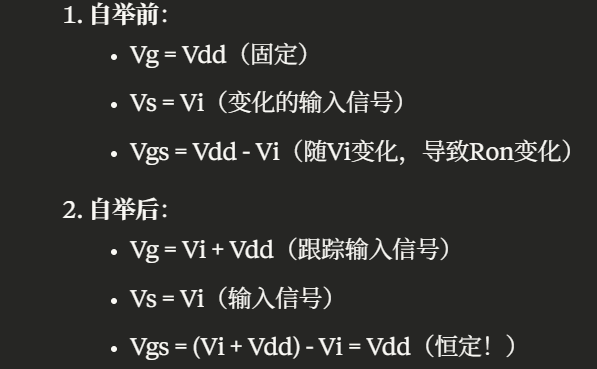 1. 自举前：
• Vg = Vdd（固定）
• Vs = Vi（变化的输入信号）
• Vgs = Vdd - Vi（随Vi变化，导致Ron变化）
2. 自举后：
• Vg = Vi + Vdd（跟踪输入信号）
• Vs = Vi（输入信号）
• Vgs = (Vi + Vdd) - Vi = Vdd（恒定！）